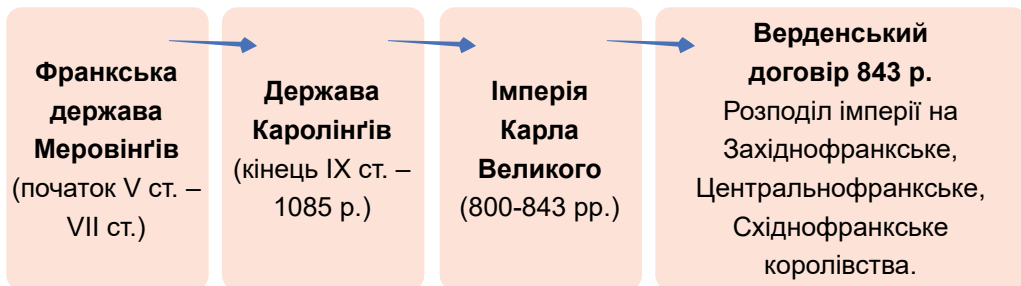 Франкська
держава
Меровінґів
(початок V ст. –
VII ст.)
Держава
Каролінґів
(кінець IX ст. –
1085 р.)
Імперія
Карла
Великого
(800-843 рр.)
Верденський
договір 843 р.
Розподіл імперії на
Західнофранкське,
Центральнофранкське,
Східнофранкське
королівства.